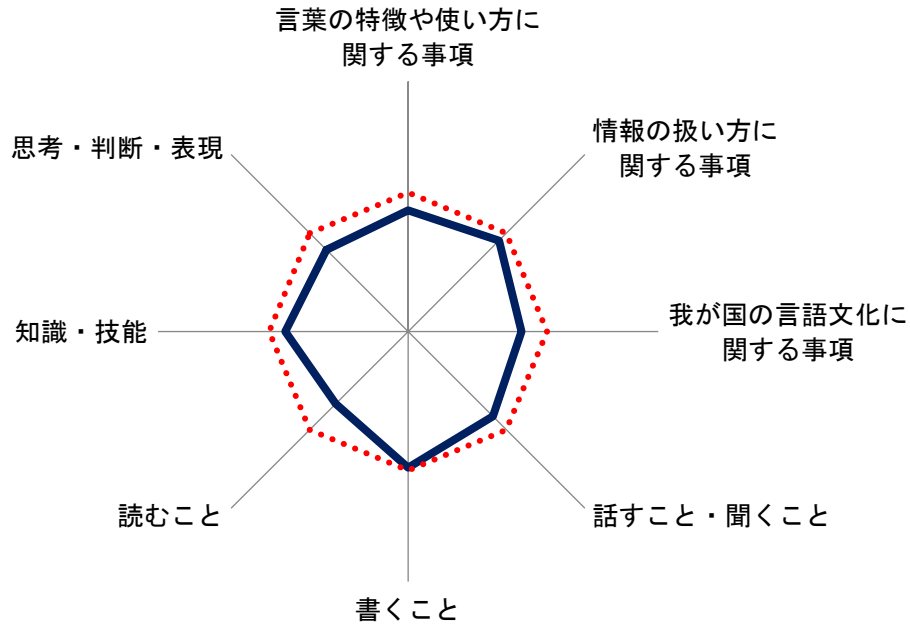 言葉の特徴や使い方に
関する事項
情報の扱い方に
関する事項
我が国の言語文化に
関する事項
話すこと・聞くこと
書くこと
読むこと
知識・技能
思考・判断・表現